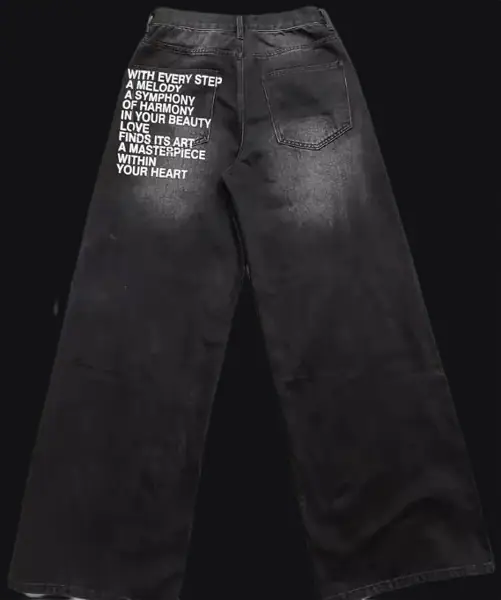 WITH EVERY STEP
A MELODY
A SYMPHONY
OF HARMONY
IN YOUR BEAUTY
LOVE
FINDS ITS ART
A MASTERPIECE
WITHIN
YOUR HEART